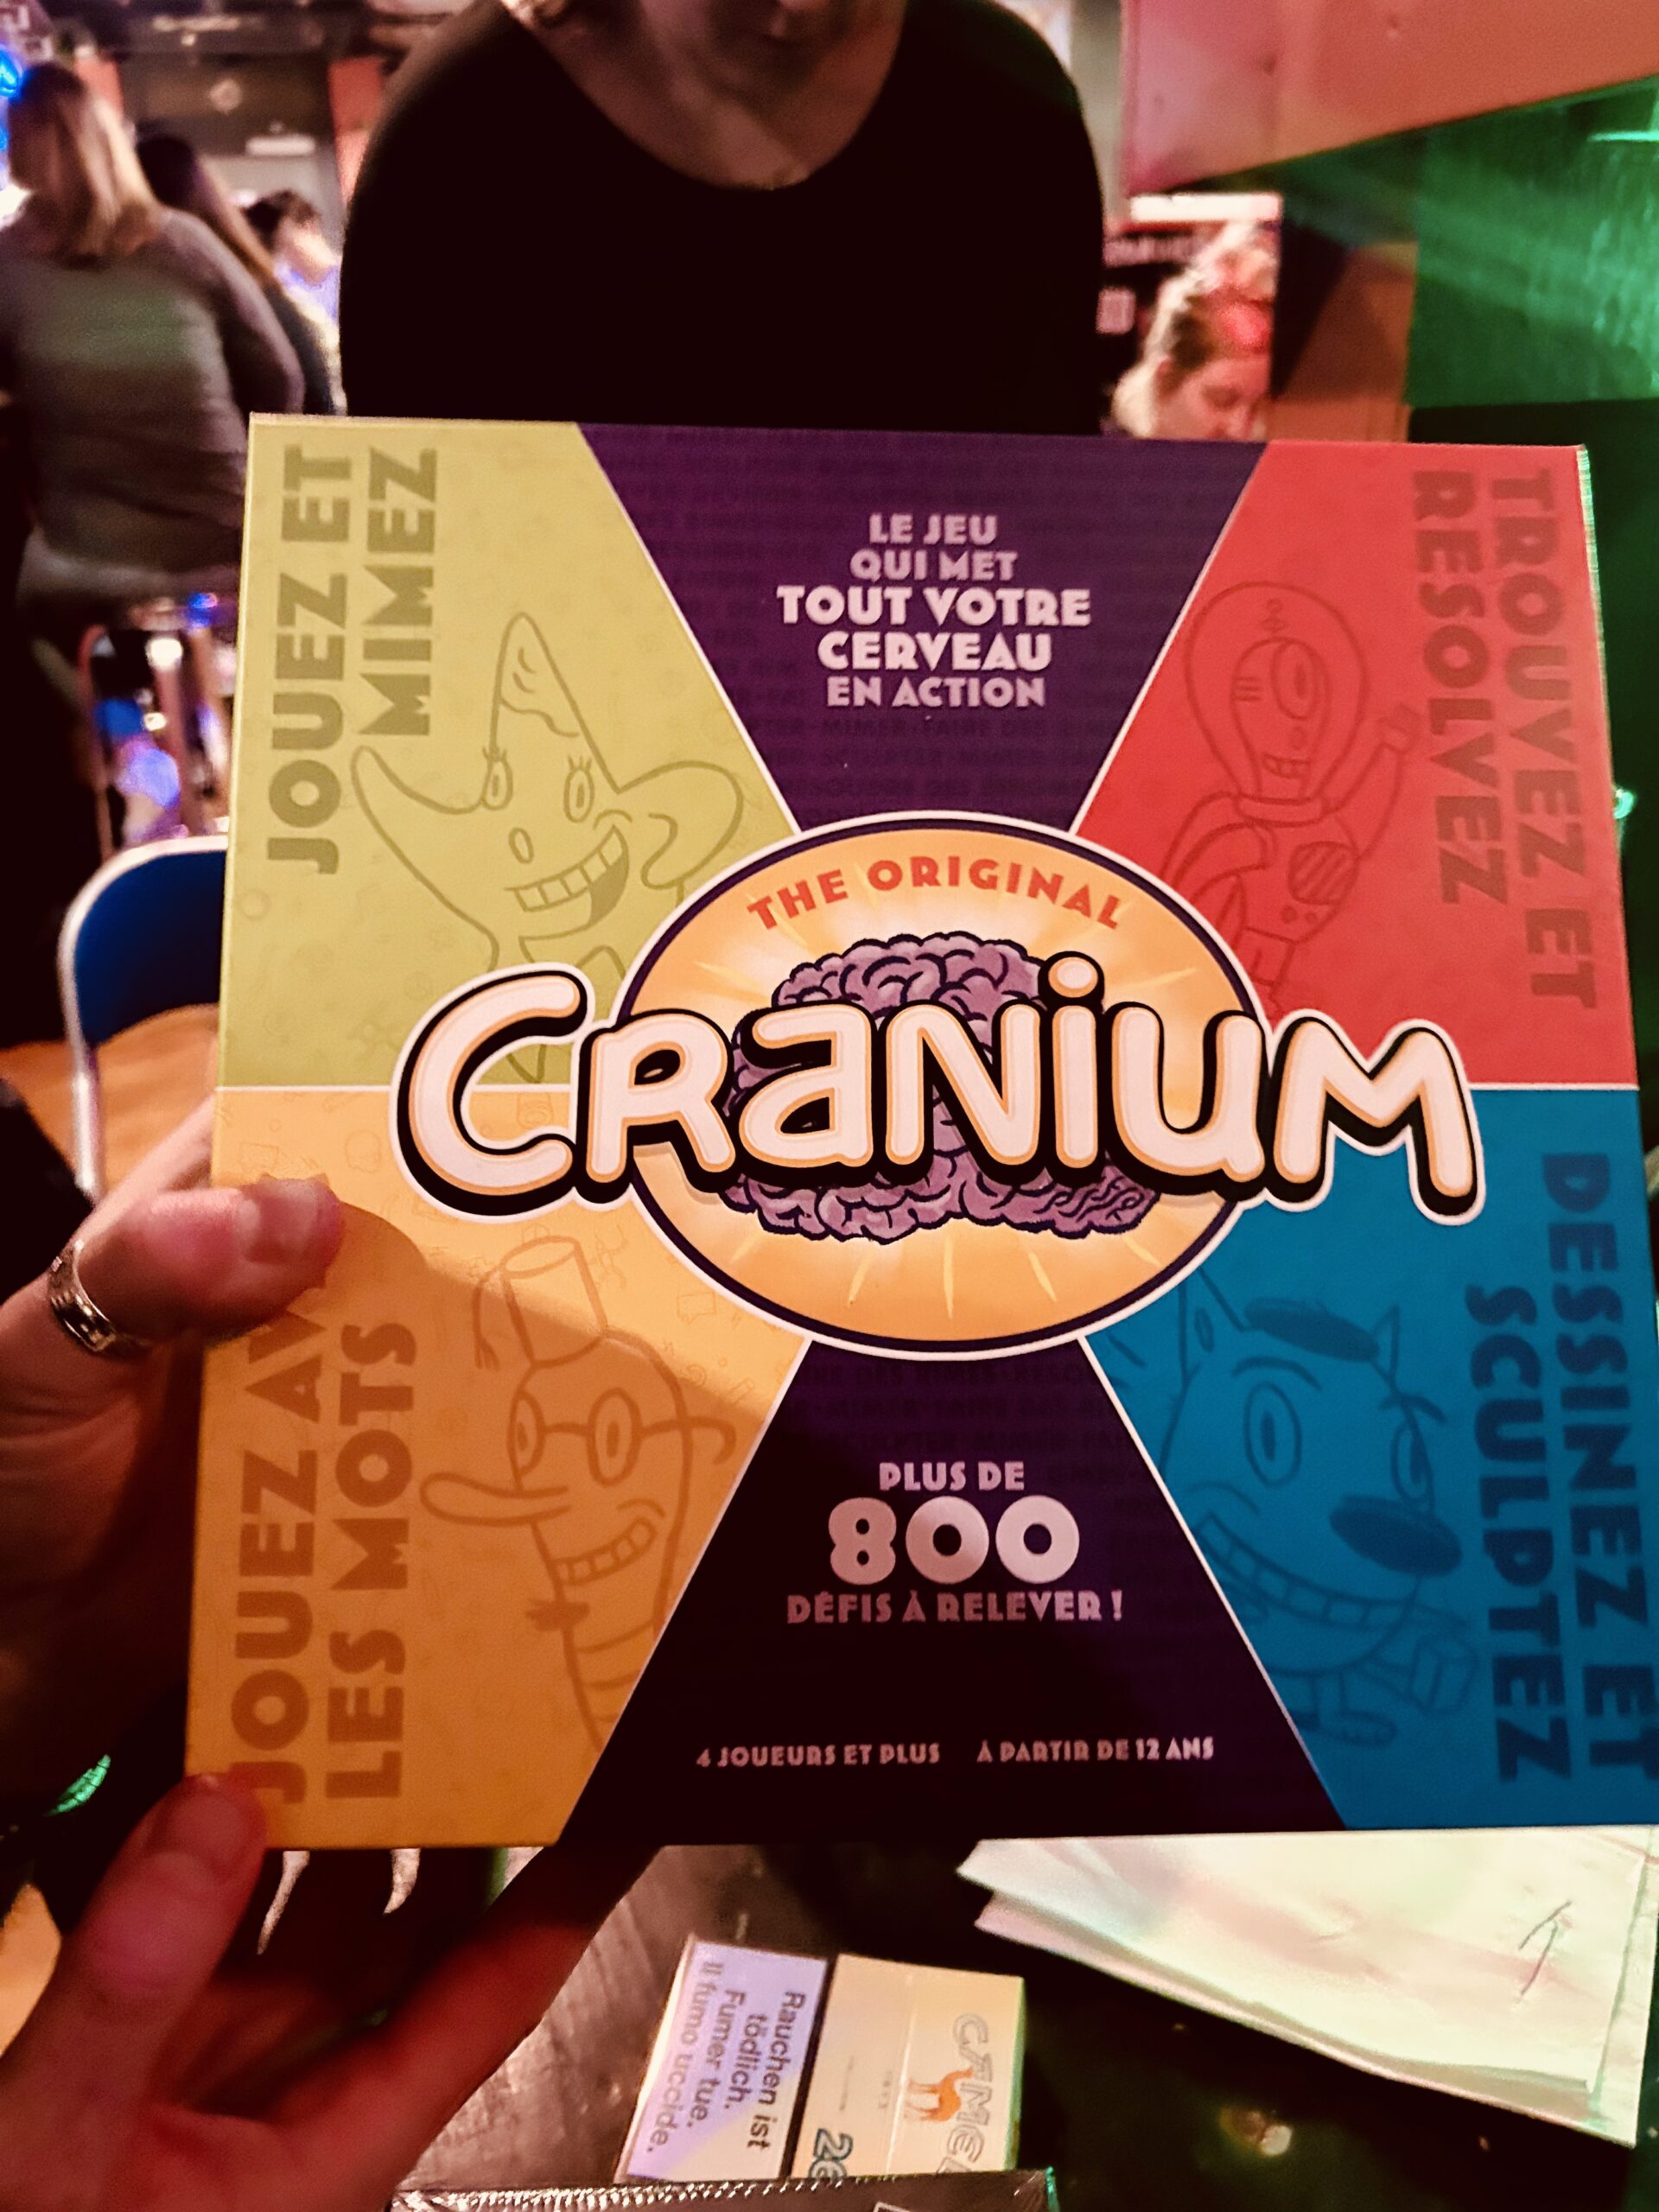 JOUEZ ET
MIMEZ
LE JEU
QUI MET
TOUT VOTRE
CERVEAU
EN ACTION
TROUVEZ ET
RESOLVEZ
THE ORIGINAL
CRANIUM
JOUEZ AV
LES MOTS
DESSINEZ ET
SCULPTEZ
PLUS DE
800
DÉFIS À RELEVER !
4 JOUEURS ET PLUS
À PARTIR DE 12 ANS
Rauchen ist
tödlich.
Fumer tue.
Il fumo uccide.
CAMEL